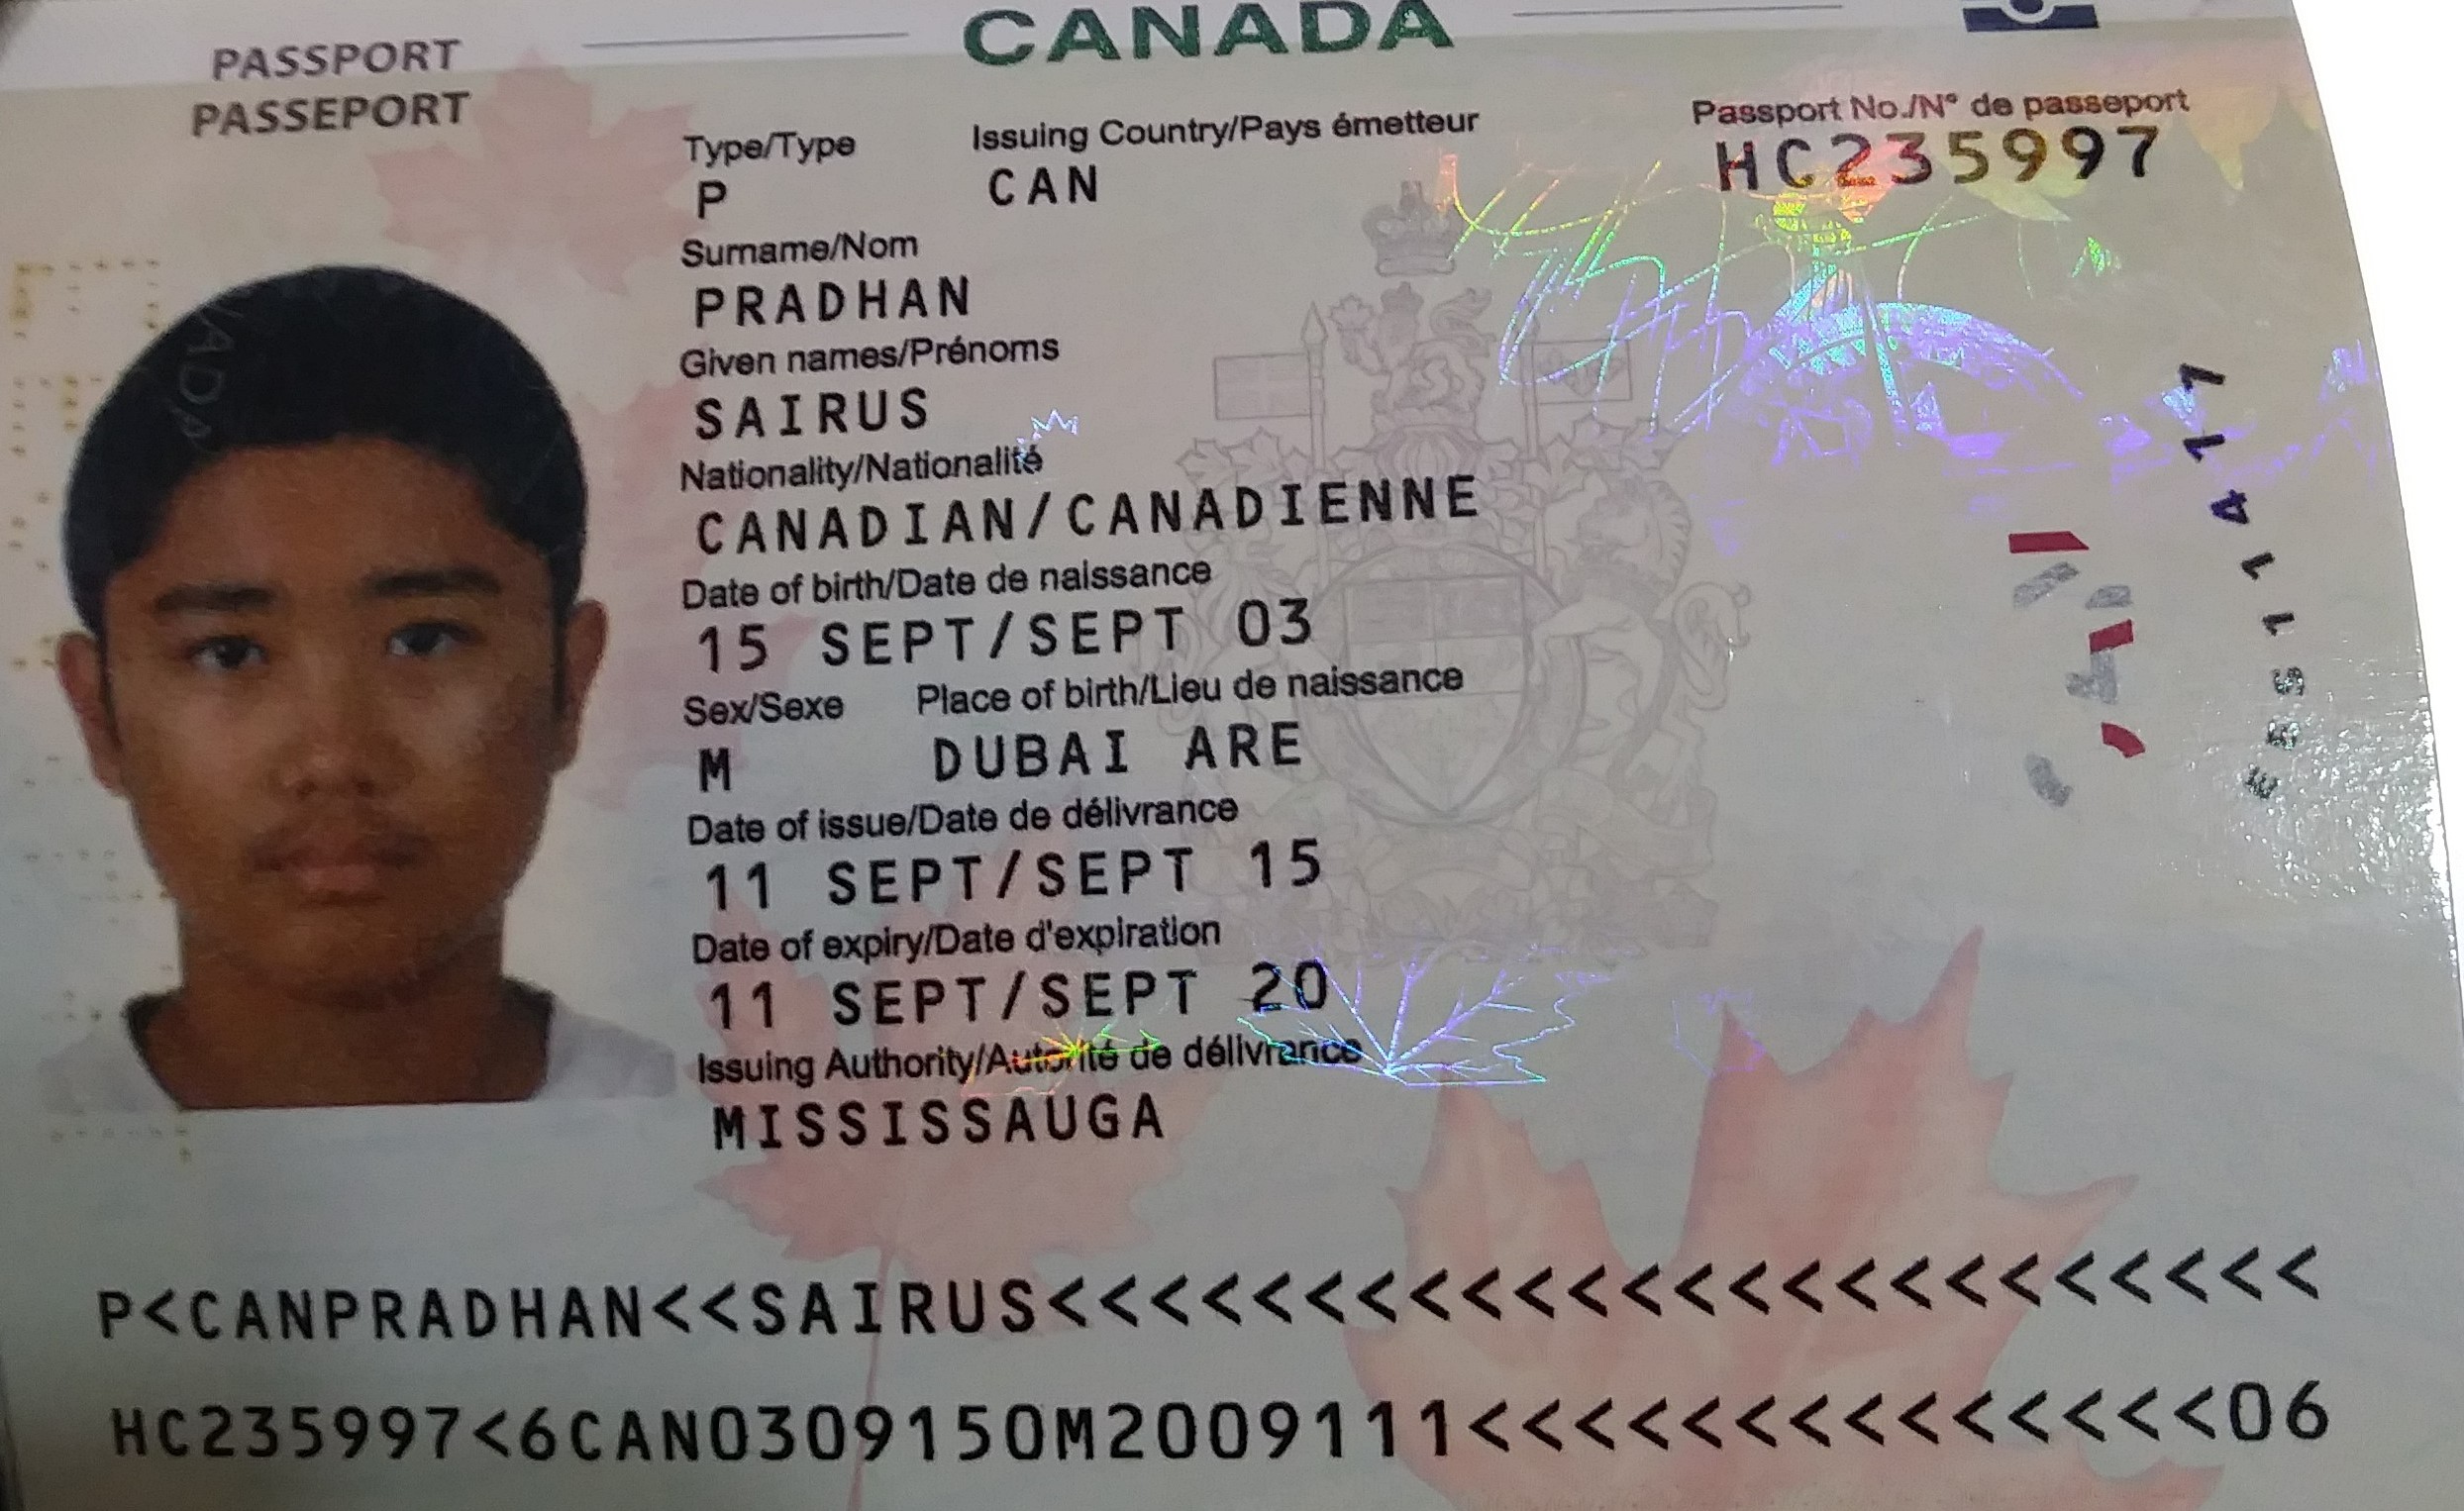 CANADA
PASSPORT
PASSEPORT
Type/Type
Issuing Country/Pays émetteur
Passport No./N° de passeport
P
CAN
HC235997
Surname/Nom
PRADHAN
Given names/Prénoms
SAIRUS
Nationality/Nationalité
CANADIAN/CANADIENNE
Date of birth/Date de naissance
15 SEPT/SEPT 03
Sex/Sexe
Place of birth/Lieu de naissance
M
DUBAI ARE
Date of issue/Date de délivrance
11 SEPT/SEPT 15
Date of expiry/Date d'expiration
11 SEPT/SEPT 20
Issuing Authority/Autorité de délivrance
MISSISSAUGA
P<CANPRADHAN<<SAIRUS<<<<<<<<<<<<<<<<<<<<<<<<
HC235997<6CAN0309150M2009111<<<<<<<<<<<<<<06